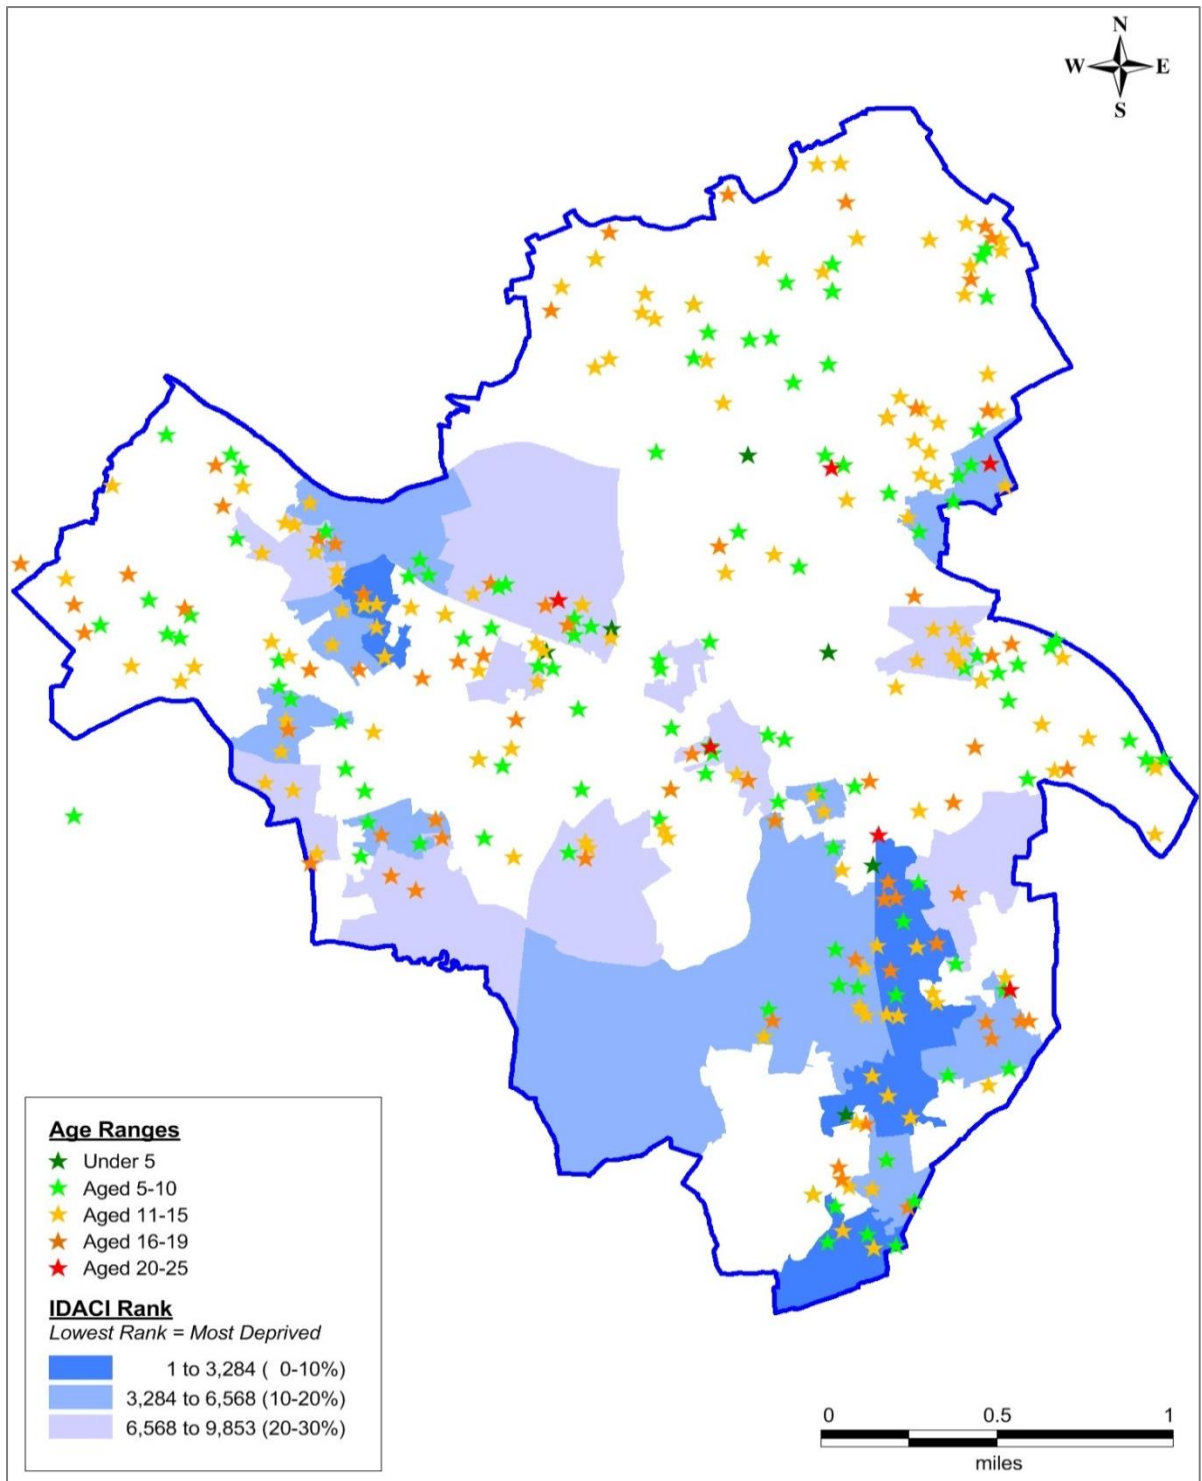 N
W E
S
Age Ranges
Under 5
Aged 5-10
Aged 11-15
Aged 16-19
Aged 20-25
IDACI Rank
Lowest Rank = Most Deprived
1 to 3,284 ( 0-10%)
3,284 to 6,568 (10-20%)
6,568 to 9,853 (20-30%)
0 0.5 1
miles